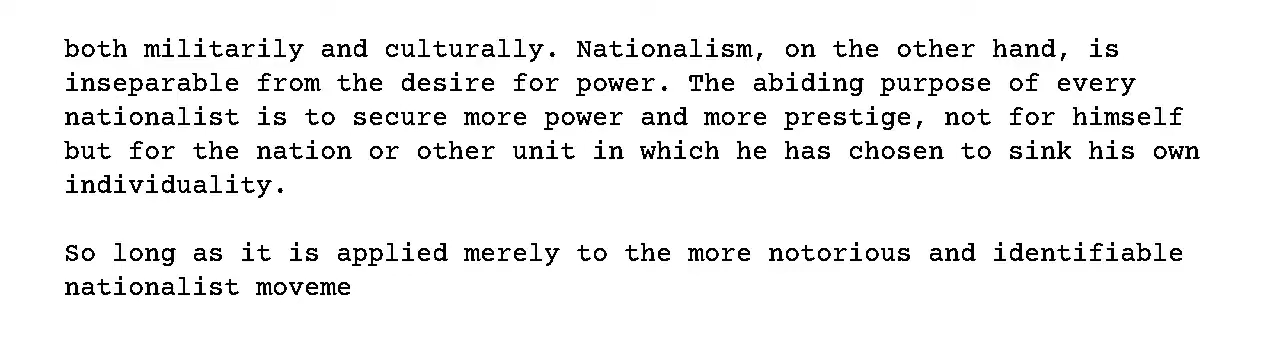 both militarily and culturally. Nationalism, on the other hand, is
inseparable from the desire for power. The abiding purpose of every
nationalist is to secure more power and more prestige, not for himself
but for the nation or other unit in which he has chosen to sink his own
individuality.

So long as it is applied merely to the more notorious and identifiable
nationalist moveme